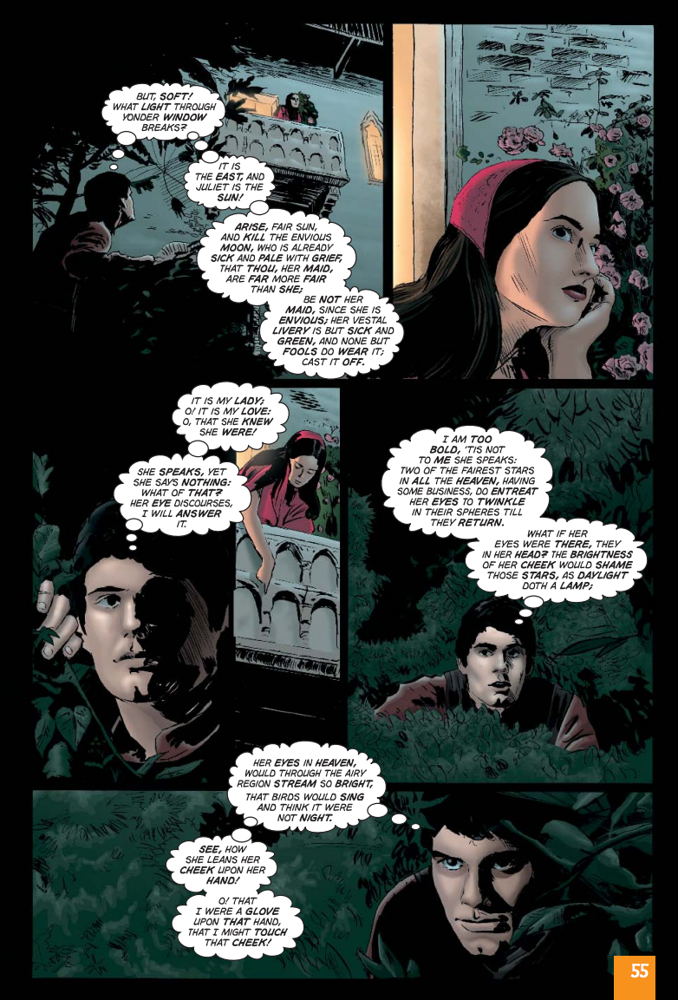 BUT, SOFT!
WHAT LIGHT THROUGH
YONDER WINDOW
BREAKS?
IT IS
THE EAST, AND
JULIET IS THE
SUN!
ARISE, FAIR SUN,
AND KILL THE ENVIOUS
MOON, WHO IS ALREADY
SICK AND PALE WITH GRIEF,
THAT THOU, HER MAID,
ARE FAR MORE FAIR
THAN SHE;
BE NOT HER
MAID, SINCE SHE IS
ENVIOUS; HER VESTAL
LIVERY IS BUT SICK AND
GREEN, AND NONE BUT
FOOLS DO WEAR IT;
CAST IT OFF.
IT IS MY LADY;
O! IT IS MY LOVE:
O, THAT SHE KNEW
SHE WERE!
SHE SPEAKS, YET
SHE SAYS NOTHING:
WHAT OF THAT?
HER EYE DISCOURSES,
I WILL ANSWER
IT.
I AM TOO
BOLD, 'TIS NOT
TO ME SHE SPEAKS:
TWO OF THE FAIREST STARS
IN ALL THE HEAVEN, HAVING
SOME BUSINESS, DO ENTREAT
HER EYES TO TWINKLE
IN THEIR SPHERES TILL
THEY RETURN.
WHAT IF HER
EYES WERE THERE, THEY
IN HER HEAD? THE BRIGHTNESS
OF HER CHEEK WOULD SHAME
THOSE STARS, AS DAYLIGHT
DOTH A LAMP;
HER EYES IN HEAVEN,
WOULD THROUGH THE AIRY
REGION STREAM SO BRIGHT,
THAT BIRDS WOULD SING
AND THINK IT WERE
NOT NIGHT.
SEE, HOW
SHE LEANS HER
CHEEK UPON HER
HAND!
O! THAT
I WERE A GLOVE
UPON THAT HAND,
THAT I MIGHT TOUCH
THAT CHEEK!
55